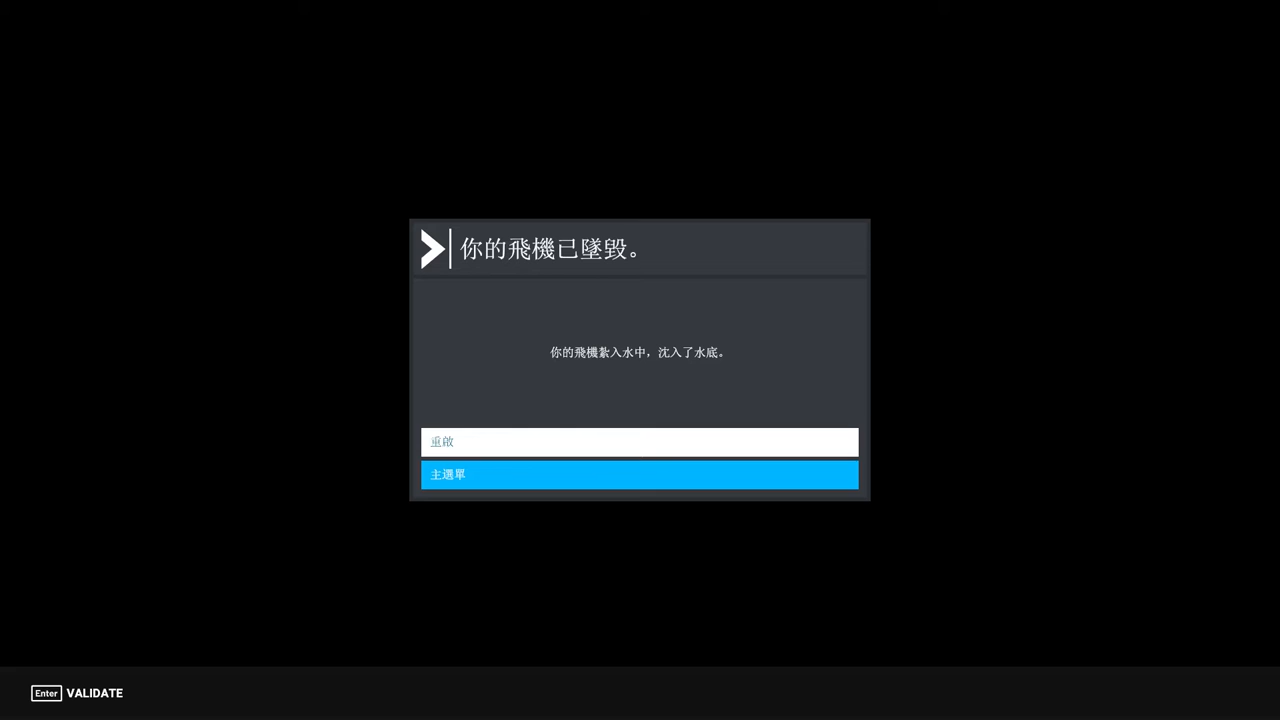 你的飛機已墜毀。
你的飛機紮入水中，沈入了水底。
重啟
主選單
Enter VALIDATE